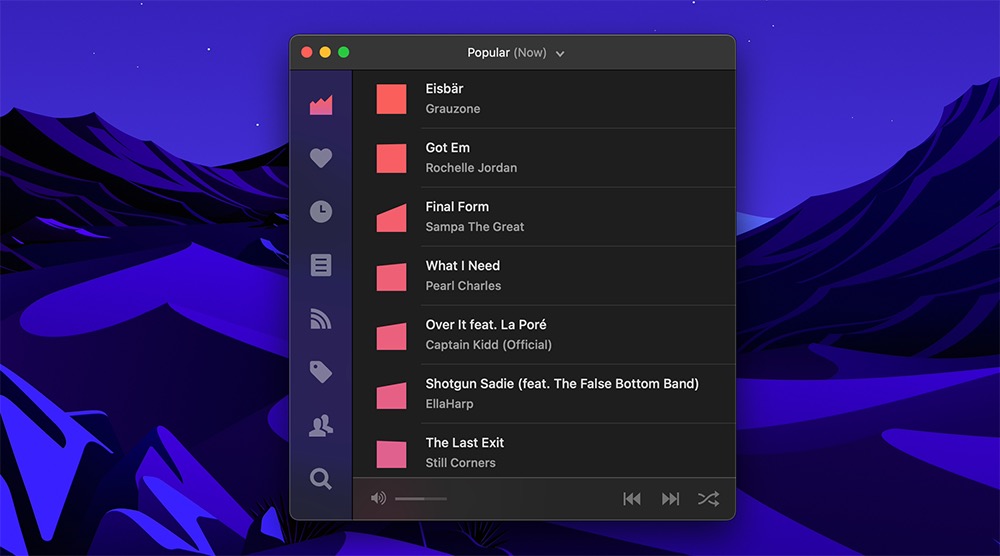 Popular (Now)
Eisbär
Grauzone
Got Em
Rochelle Jordan
Final Form
Sampa The Great
What I Need
Pearl Charles
Over It feat. La Poré
Captain Kidd (Official)
Shotgun Sadie (feat. The False Bottom Band)
EllaHarp
The Last Exit
Still Corners